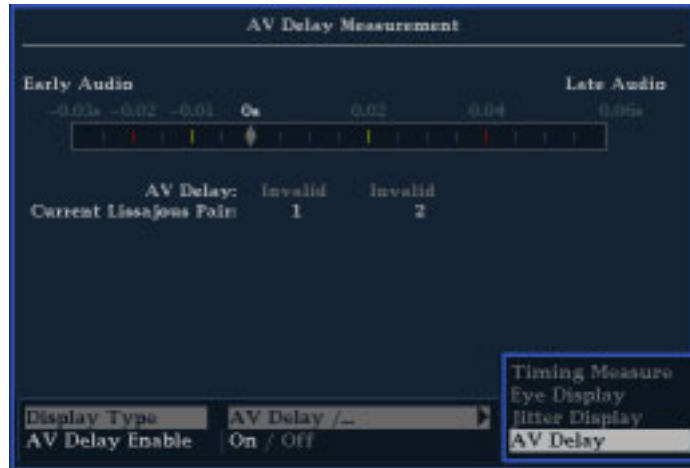 AV Delay Measurement
Early Audio Late Audio
-0.03s -0.02 -0.01 0s 0.02 0.04 0.06s
AV Delay: Invalid Invalid
Current Lissajous Pair: 1 2
Timing Measure
Eye Display
Jitter Display
AV Delay
Display Type AV Delay /...
AV Delay Enable On / Off